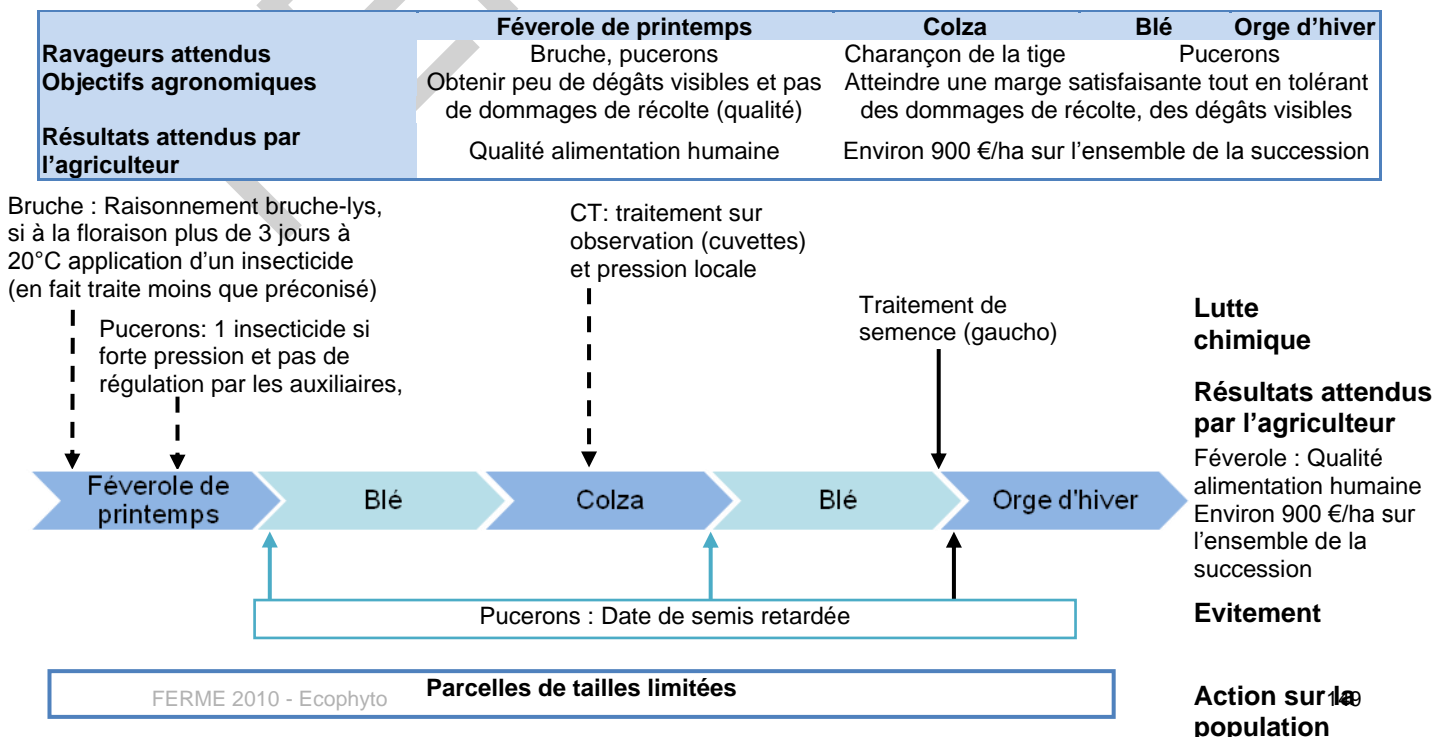 Féverole de printemps Colza Blé Orge d'hiver
Ravageurs attendus Bruche, pucerons Charançon de la tige Pucerons
Objectifs agronomiques Obtenir peu de dégâts visibles et pas Atteindre une marge satisfaisante tout en tolérant
de dommages de récolte (qualité) des dommages de récolte, des dégâts visibles
Résultats attendus par
l'agriculteur Qualité alimentation humaine Environ 900 €/ha sur l'ensemble de la succession
Bruche : Raisonnement bruche-lys,
si à la floraison plus de 3 jours à
20°C application d'un insecticide
(en fait traite moins que préconisé)
Pucerons: 1 insecticide si
forte pression et pas de
régulation par les auxiliaires,
CT: traitement sur
observation (cuvettes)
et pression locale
Traitement de
semence (gaucho)
Lutte
chimique
Résultats attendus
par l'agriculteur
Féverole : Qualité
alimentation humaine
Environ 900 €/ha sur
l'ensemble de la
succession
Féverole de
printemps
Blé
Colza
Blé
Orge d'hiver
Pucerons : Date de semis retardée
Evitement
Parcelles de tailles limitées
FERME 2010 - Ecophyto
Action sur la
population
149